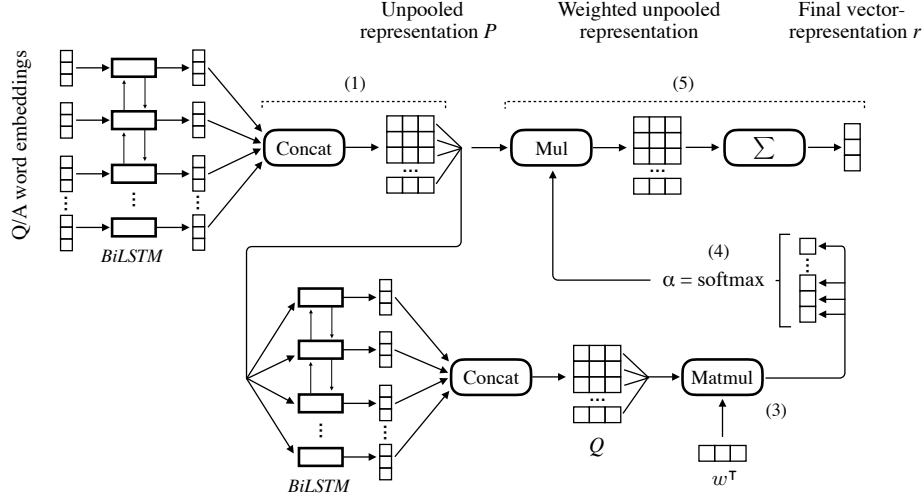 Unpooled
representation P
Weighted unpooled
representation
Final vector-
representation r
Q/A word embeddings
(1)
(5)
Concat
...
Mul
...
∑
...
...
...
BiLSTM
(4)
α = softmax
...
Concat
...
Matmul
(3)
...
...
Q
wᵀ
BiLSTM